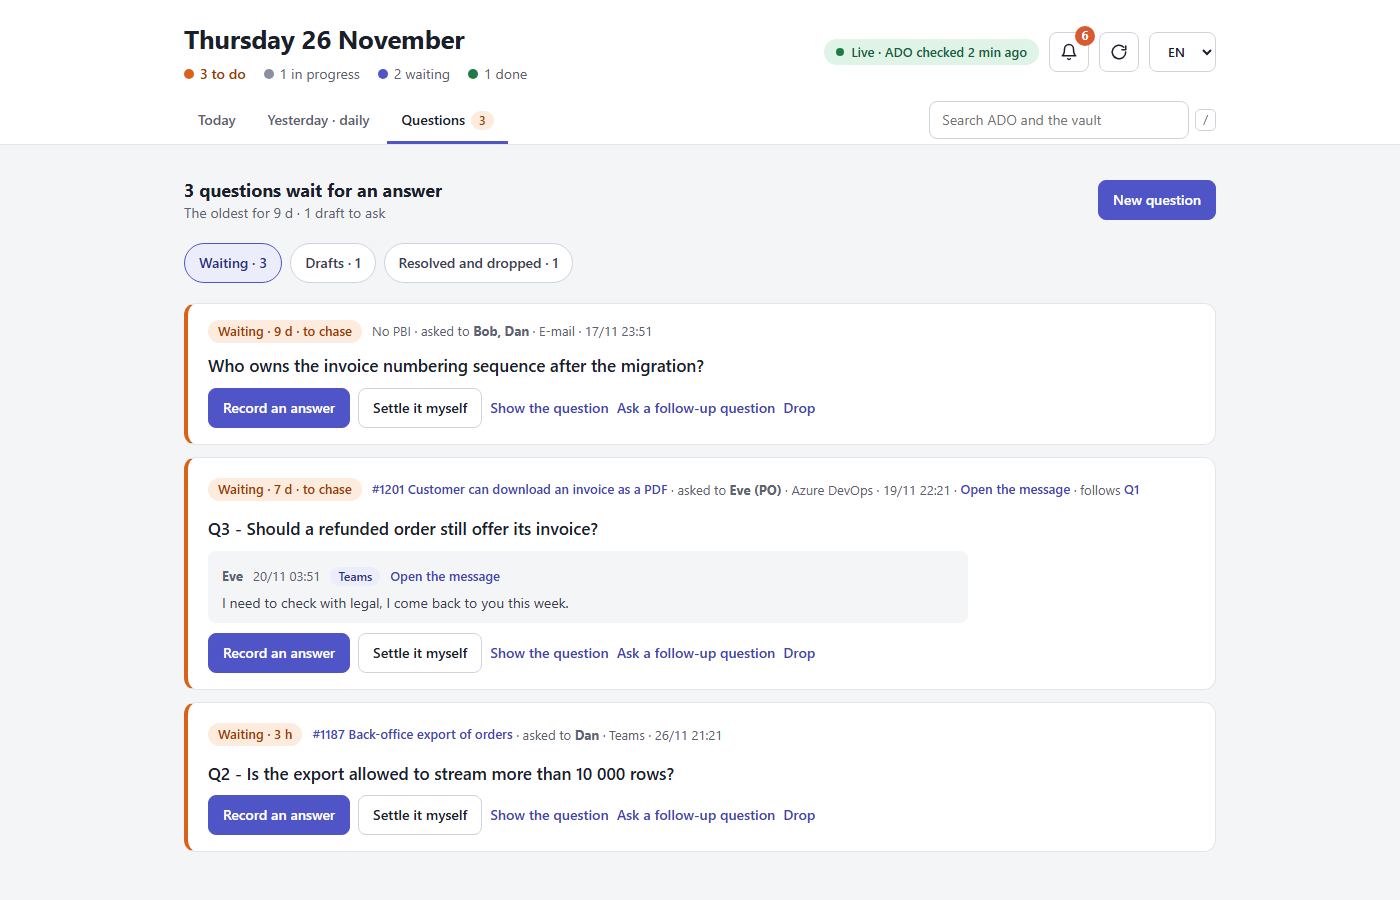 Thursday 26 November
3 to do 1 in progress 2 waiting 1 done
Live · ADO checked 2 min ago
6
EN
Today Yesterday · daily Questions 3
Search ADO and the vault /
3 questions wait for an answer
The oldest for 9 d · 1 draft to ask
New question
Waiting · 3 Drafts · 1 Resolved and dropped · 1
Waiting · 9 d · to chase No PBI · asked to Bob, Dan · E-mail · 17/11 23:51
Who owns the invoice numbering sequence after the migration?
Record an answer Settle it myself Show the question Ask a follow-up question Drop
Waiting · 7 d · to chase #1201 Customer can download an invoice as a PDF · asked to Eve (PO) · Azure DevOps · 19/11 22:21 · Open the message · follows Q1
Q3 - Should a refunded order still offer its invoice?
Eve 20/11 03:51 Teams Open the message
I need to check with legal, I come back to you this week.
Record an answer Settle it myself Show the question Ask a follow-up question Drop
Waiting · 3 h #1187 Back-office export of orders · asked to Dan · Teams · 26/11 21:21
Q2 - Is the export allowed to stream more than 10 000 rows?
Record an answer Settle it myself Show the question Ask a follow-up question Drop